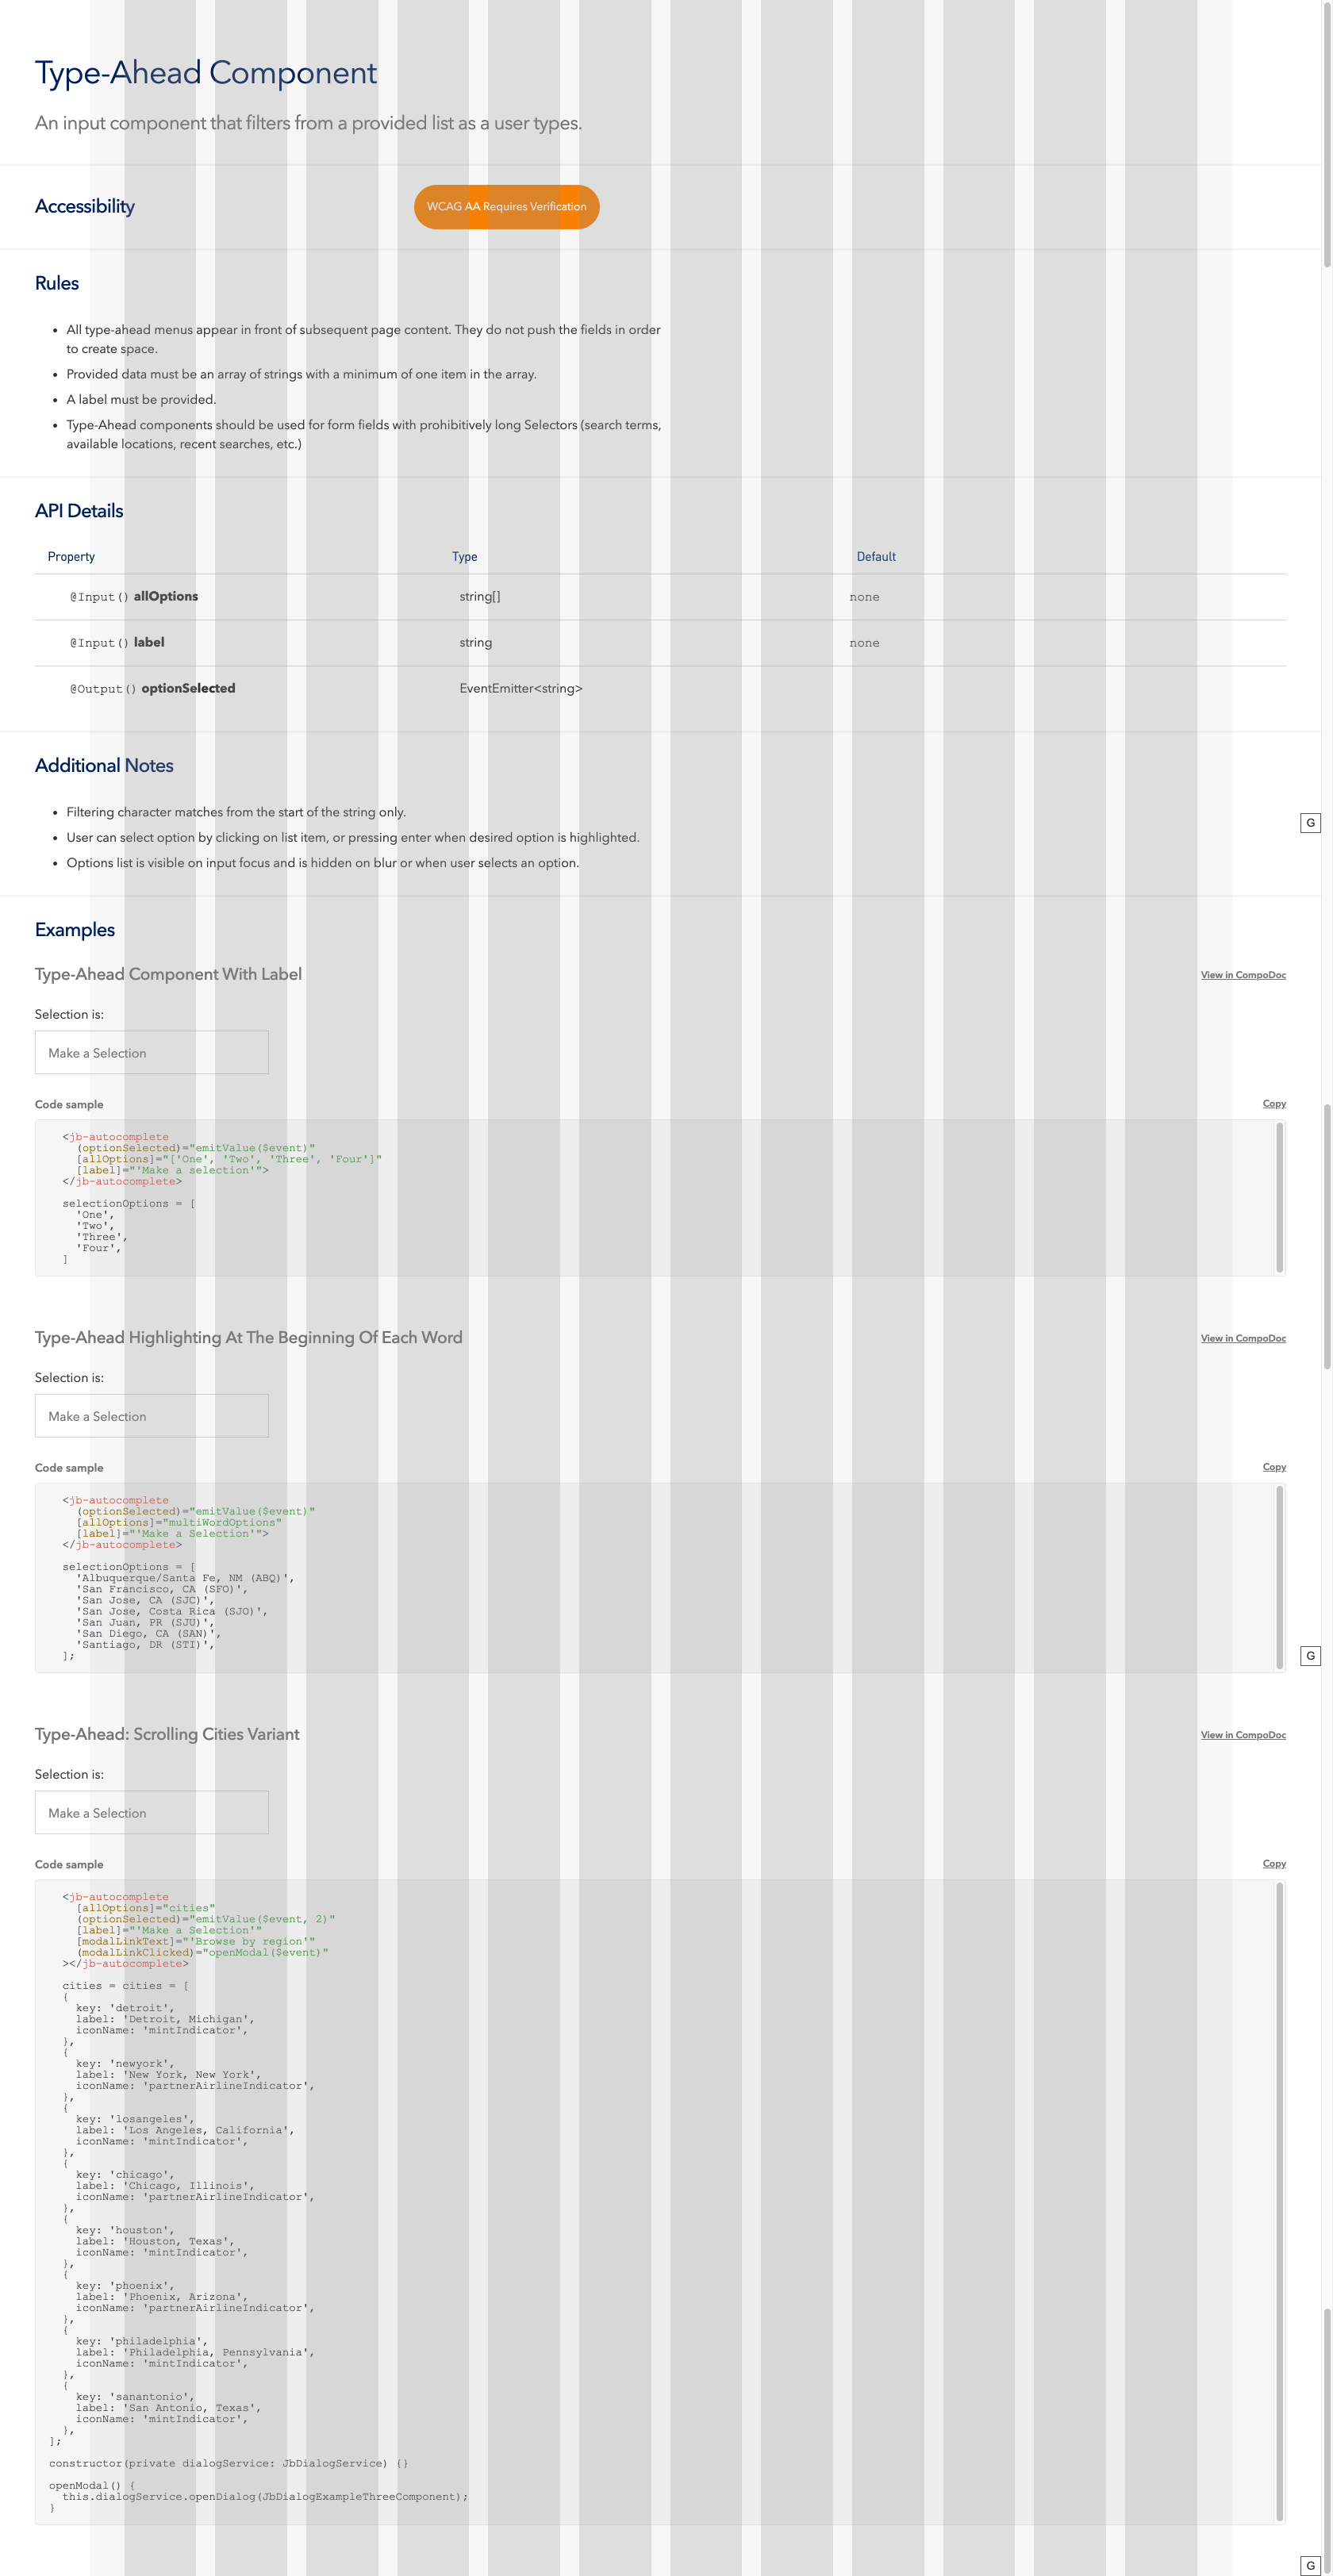 Type-Ahead Component
An input component that filters from a provided list as a user types.
Accessibility
WCAG AA Requires Verification
Rules
• All type-ahead menus appear in front of subsequent page content. They do not push the fields in order
to create space.
• Provided data must be an array of strings with a minimum of one item in the array.
• A label must be provided.
• Type-Ahead components should be used for form fields with prohibitively long Selectors (search terms,
available locations, recent searches, etc.)
API Details
Property Type Default
@Input() allOptions string[] none
@Input() label string none
@Output() optionSelected EventEmitter<string>
Additional Notes
• Filtering character matches from the start of the string only.
G
• User can select option by clicking on list item, or pressing enter when desired option is highlighted.
• Options list is visible on input focus and is hidden on blur or when user selects an option.
Examples
Type-Ahead Component With Label View in CompoDoc
Selection is:
Make a Selection
Code sample Copy
<jb-autocomplete
(optionSelected)="emitValue($event)"
[allOptions]="['One', 'Two', 'Three', 'Four']"
[label]="'Make a selection'">
</jb-autocomplete>
selectionOptions = [
'One',
'Two',
'Three',
'Four',
]
Type-Ahead Highlighting At The Beginning Of Each Word View in CompoDoc
Selection is:
Make a Selection
Code sample Copy
<jb-autocomplete
(optionSelected)="emitValue($event)"
[allOptions]="multiWordOptions"
[label]="'Make a Selection'">
</jb-autocomplete>
selectionOptions = [
'Albuquerque/Santa Fe, NM (ABQ)',
'San Francisco, CA (SFO)',
'San Jose, CA (SJC)',
'San Jose, Costa Rica (SJO)',
'San Juan, PR (SJU)',
'San Diego, CA (SAN)',
'Santiago, DR (STI)',
];
G
Type-Ahead: Scrolling Cities Variant View in CompoDoc
Selection is:
Make a Selection
Code sample Copy
<jb-autocomplete
[allOptions]="cities"
(optionSelected)="emitValue($event, 2)"
[label]="'Make a Selection'"
[modalLinkText]="'Browse by region'"
(modalLinkClicked)="openModal($event)"
></jb-autocomplete>
cities = cities = [
{
key: 'detroit',
label: 'Detroit, Michigan',
iconName: 'mintIndicator',
},
{
key: 'newyork',
label: 'New York, New York',
iconName: 'partnerAirlineIndicator',
},
{
key: 'losangeles',
label: 'Los Angeles, California',
iconName: 'mintIndicator',
},
{
key: 'chicago',
label: 'Chicago, Illinois',
iconName: 'partnerAirlineIndicator',
},
{
key: 'houston',
label: 'Houston, Texas',
iconName: 'mintIndicator',
},
{
key: 'phoenix',
label: 'Phoenix, Arizona',
iconName: 'partnerAirlineIndicator',
},
{
key: 'philadelphia',
label: 'Philadelphia, Pennsylvania',
iconName: 'mintIndicator',
},
{
key: 'sanantonio',
label: 'San Antonio, Texas',
iconName: 'mintIndicator',
},
];
constructor(private dialogService: JbDialogService) {}
openModal() {
this.dialogService.openDialog(JbDialogExampleThreeComponent);
}
G